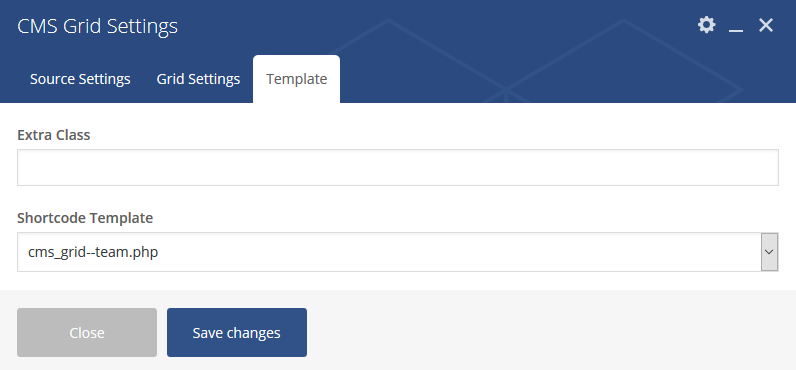 CMS Grid Settings
Source Settings Grid Settings Template
Extra Class
Shortcode Template
cms_grid--team.php
Close Save changes